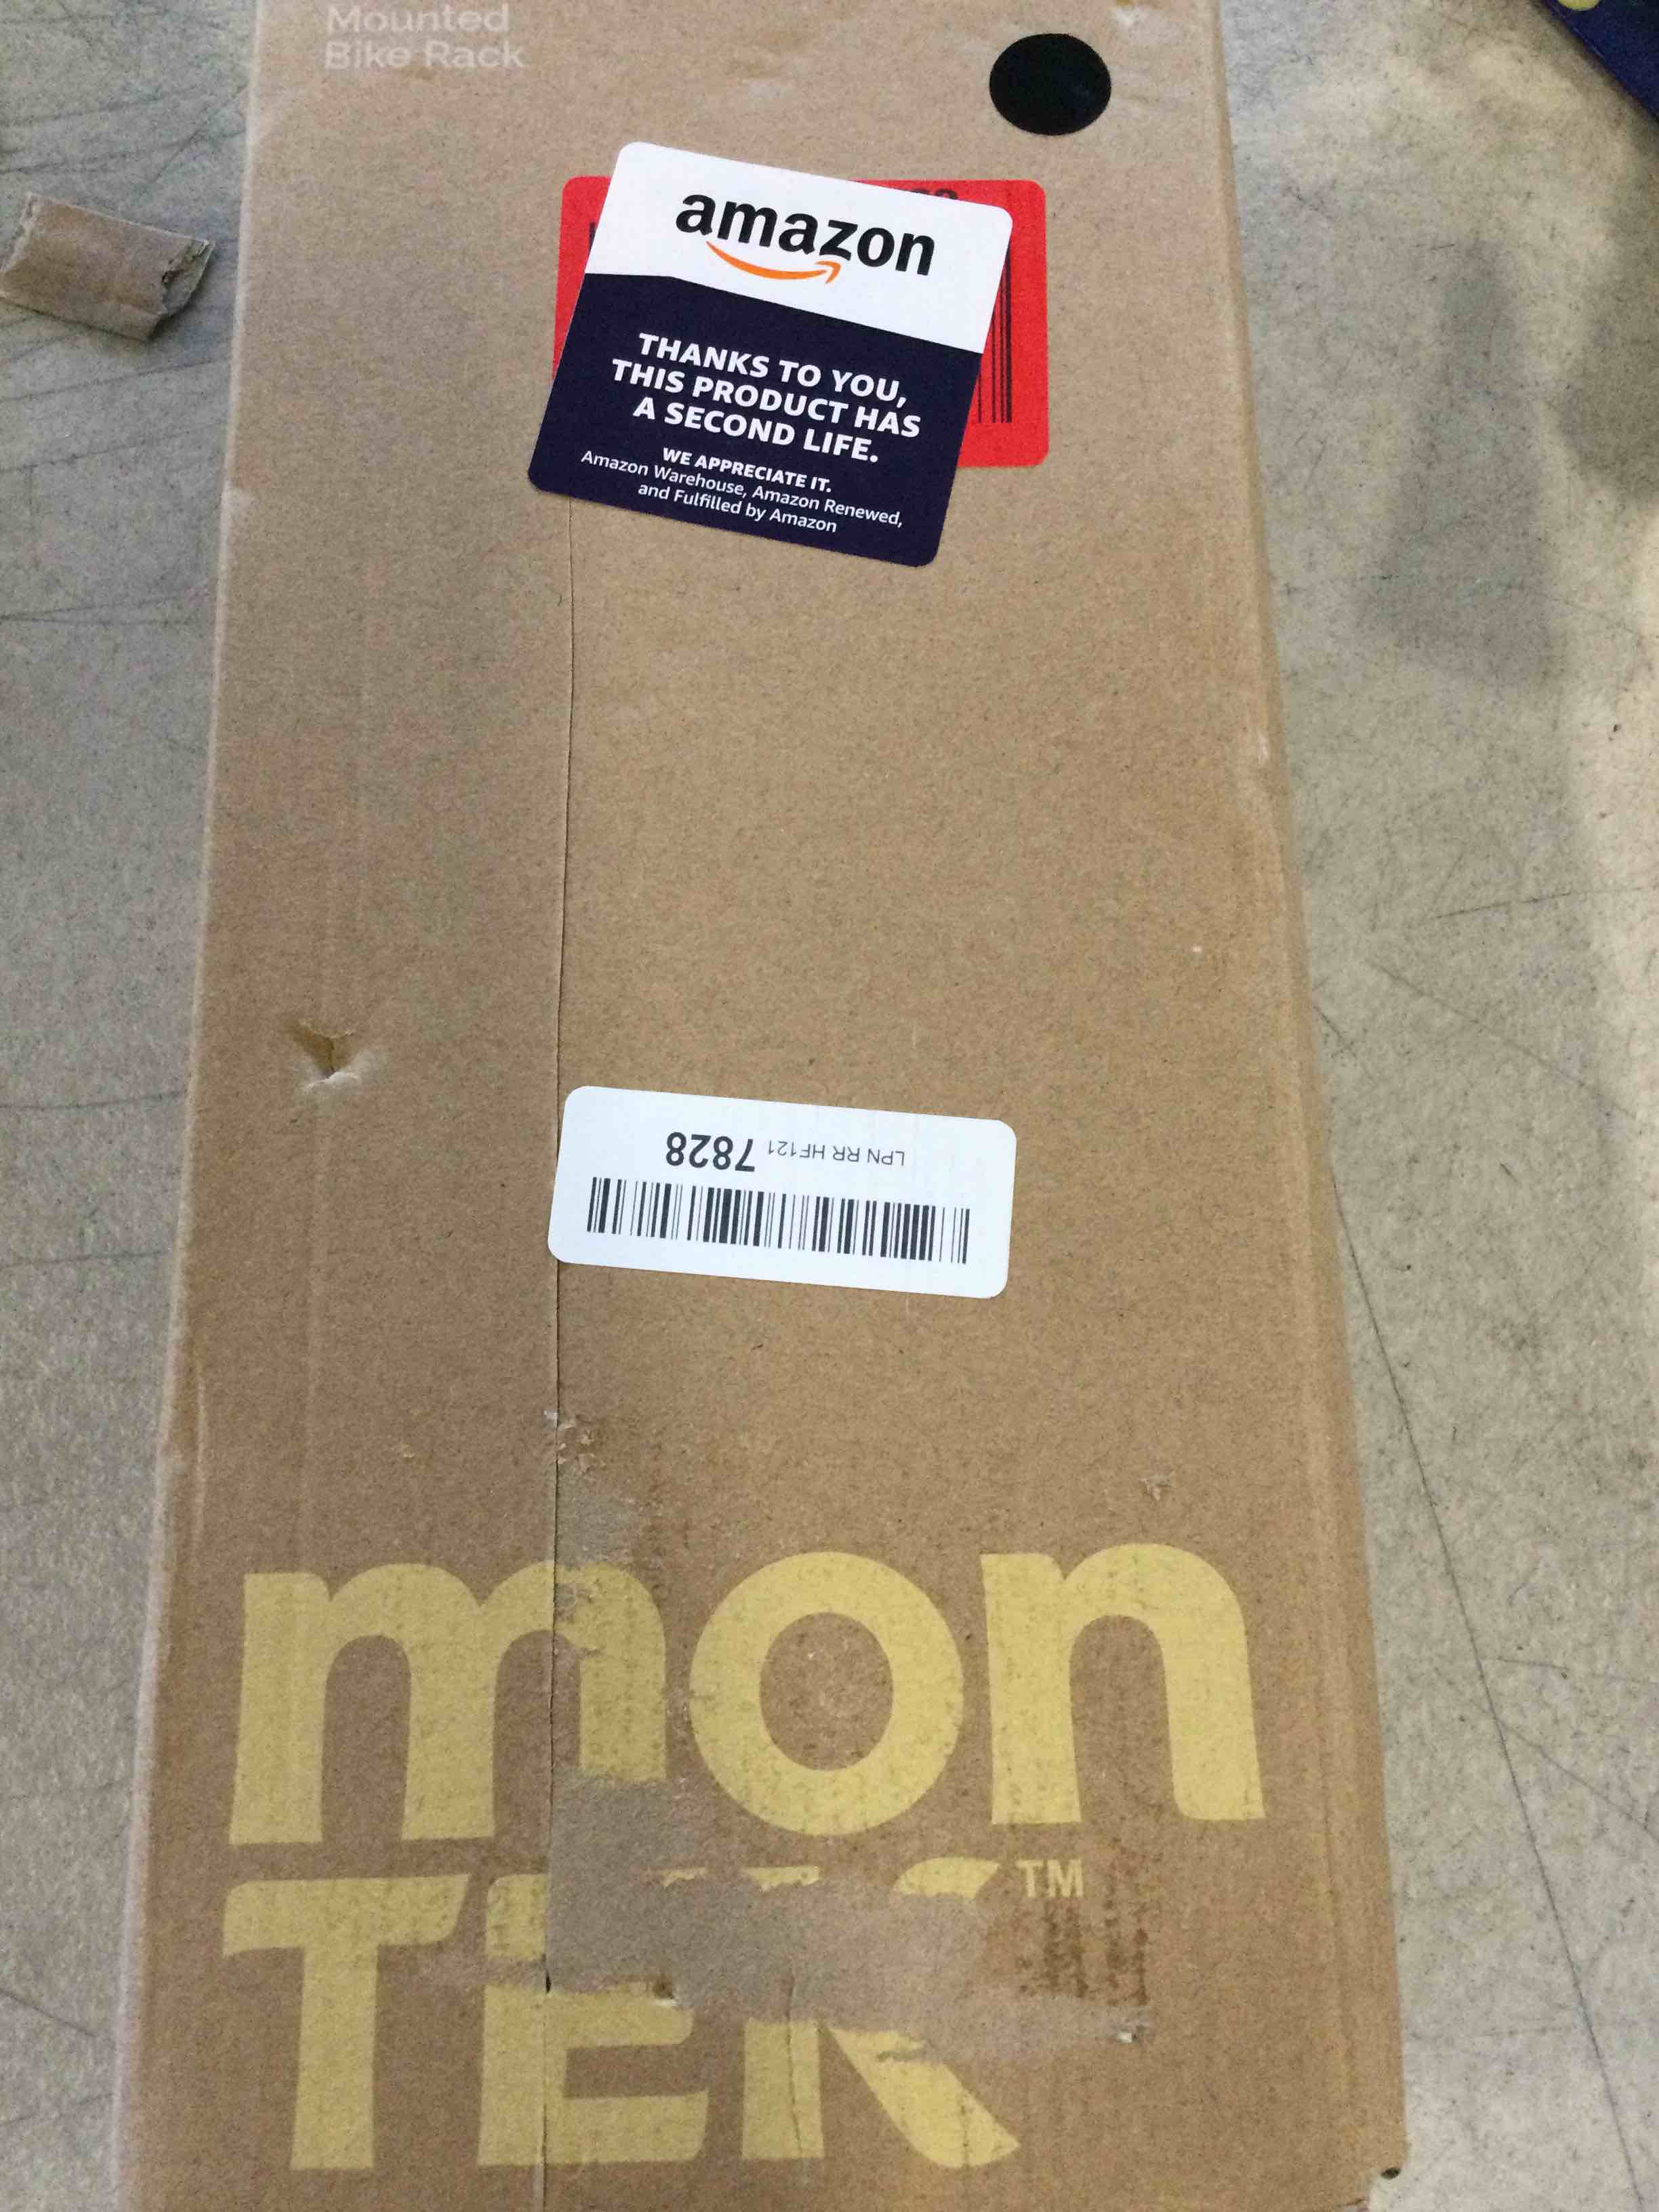 Mounted
Bike Rack
amazon
THANKS TO YOU,
THIS PRODUCT HAS
A SECOND LIFE.
WE APPRECIATE IT.
Amazon Warehouse, Amazon Renewed,
and Fulfilled by Amazon
LPN RR HF121 7828
mon
TEK™